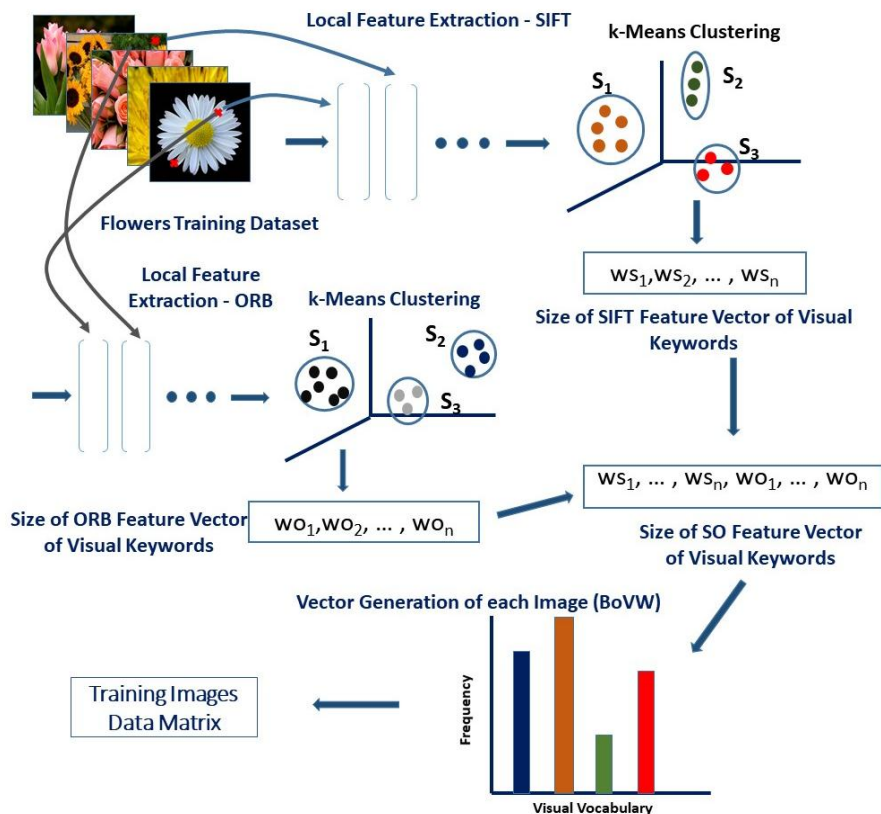 Local Feature Extraction - SIFT
k-Means Clustering
S1
S2
S3
Flowers Training Dataset
ws1,ws2, ... , wsn
Size of SIFT Feature Vector of Visual
Keywords
Local Feature
Extraction - ORB
k-Means Clustering
S1
S2
S3
Size of ORB Feature Vector
of Visual Keywords
wo1,wo2, ... , won
ws1, ... , wsn, wo1, ... , won
Size of SO Feature Vector
of Visual Keywords
Vector Generation of each Image (BoVW)
Frequency
Visual Vocabulary
Training Images
Data Matrix